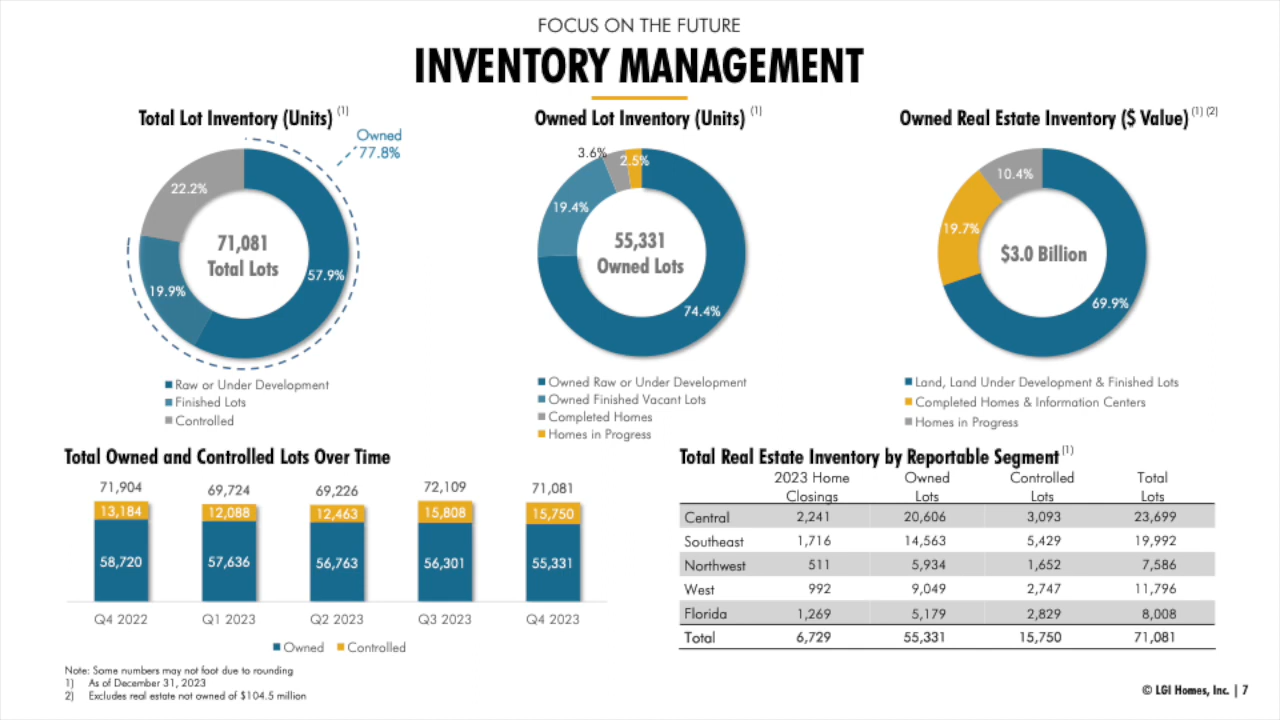 FOCUS ON THE FUTURE
INVENTORY MANAGEMENT
Total Lot Inventory (Units) (1)
Owned
77.8%
22.2%
71,081
Total Lots
57.9%
19.9%
Raw or Under Development
Finished Lots
Controlled
Owned Lot Inventory (Units) (1)
3.6%
2.5%
19.4%
55,331
Owned Lots
74.4%
Owned Raw or Under Development
Owned Finished Vacant Lots
Completed Homes
Homes in Progress
Owned Real Estate Inventory ($ Value) (1) (2)
10.4%
19.7%
$3.0 Billion
69.9%
Land, Land Under Development & Finished Lots
Completed Homes & Information Centers
Homes in Progress
Total Owned and Controlled Lots Over Time
71,904 69,724 69,226 72,109 71,081
13,184 12,088 12,463 15,808 15,750
58,720 57,636 56,763 56,301 55,331
Q4 2022 Q1 2023 Q2 2023 Q3 2023 Q4 2023
Owned Controlled
Total Real Estate Inventory by Reportable Segment (1)
2023 Home Owned Controlled Total
Closings Lots Lots Lots
Central 2,241 20,606 3,093 23,699
Southeast 1,716 14,563 5,429 19,992
Northwest 511 5,934 1,652 7,586
West 992 9,049 2,747 11,796
Florida 1,269 5,179 2,829 8,008
Total 6,729 55,331 15,750 71,081
Note: Some numbers may not foot due to rounding
1) As of December 31, 2023
2) Excludes real estate not owned of $104.5 million
© LGI Homes, Inc. | 7